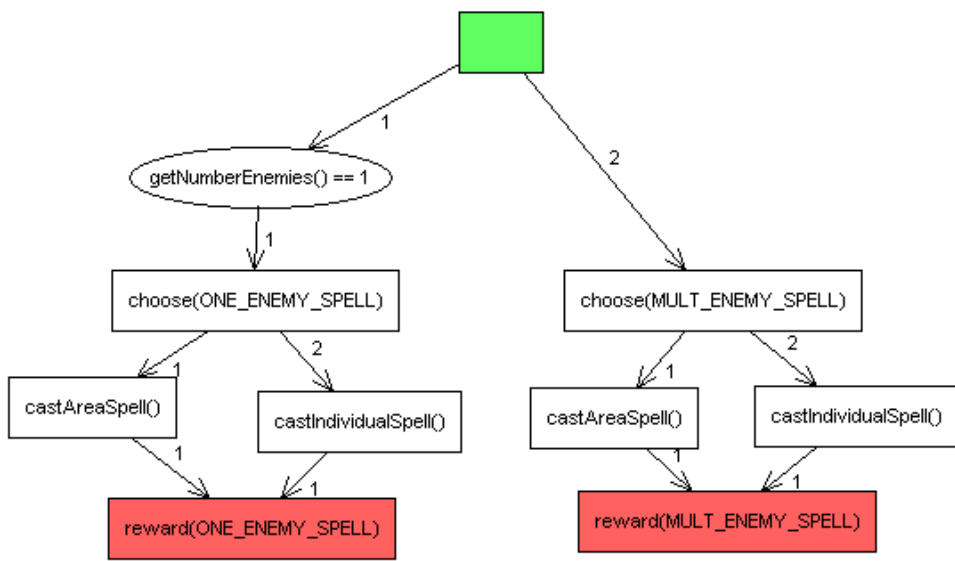 1
2
getNumberEnemies() == 1
1
choose(ONE_ENEMY_SPELL)
choose(MULT_ENEMY_SPELL)
1
2
1
2
castAreaSpell()
castIndividualSpell()
castAreaSpell()
castIndividualSpell()
1
1
1
1
reward(ONE_ENEMY_SPELL)
reward(MULT_ENEMY_SPELL)